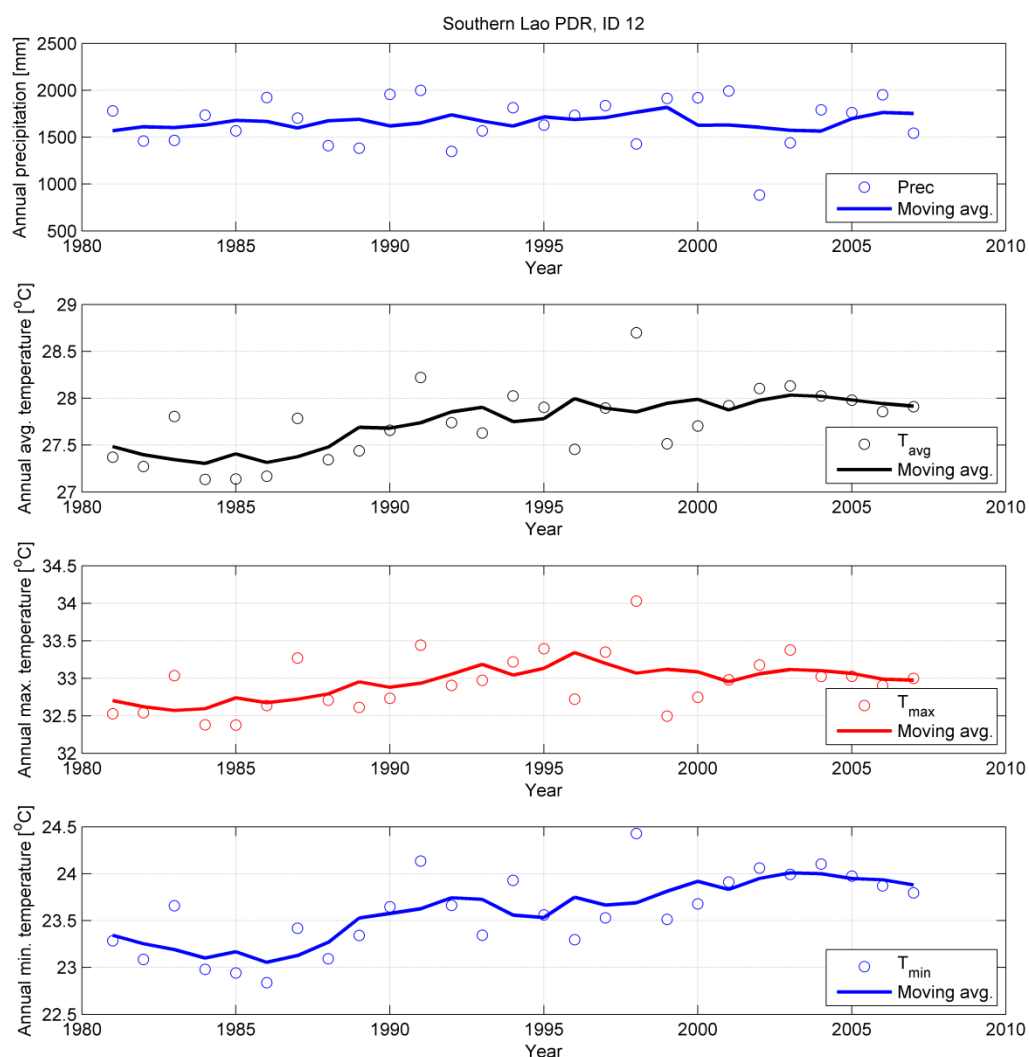 Southern Lao PDR, ID 12
Annual precipitation [mm]
2500
2000
1500
1000
500
Prec
Moving avg.
1980 1985 1990 1995 2000 2005 2010
Year
Annual avg. temperature [°C]
29
28.5
28
27.5
27
T_avg
Moving avg.
1980 1985 1990 1995 2000 2005 2010
Year
Annual max. temperature [°C]
34.5
34
33.5
33
32.5
32
T_max
Moving avg.
1980 1985 1990 1995 2000 2005 2010
Year
Annual min. temperature [°C]
24.5
24
23.5
23
22.5
T_min
Moving avg.
1980 1985 1990 1995 2000 2005 2010
Year